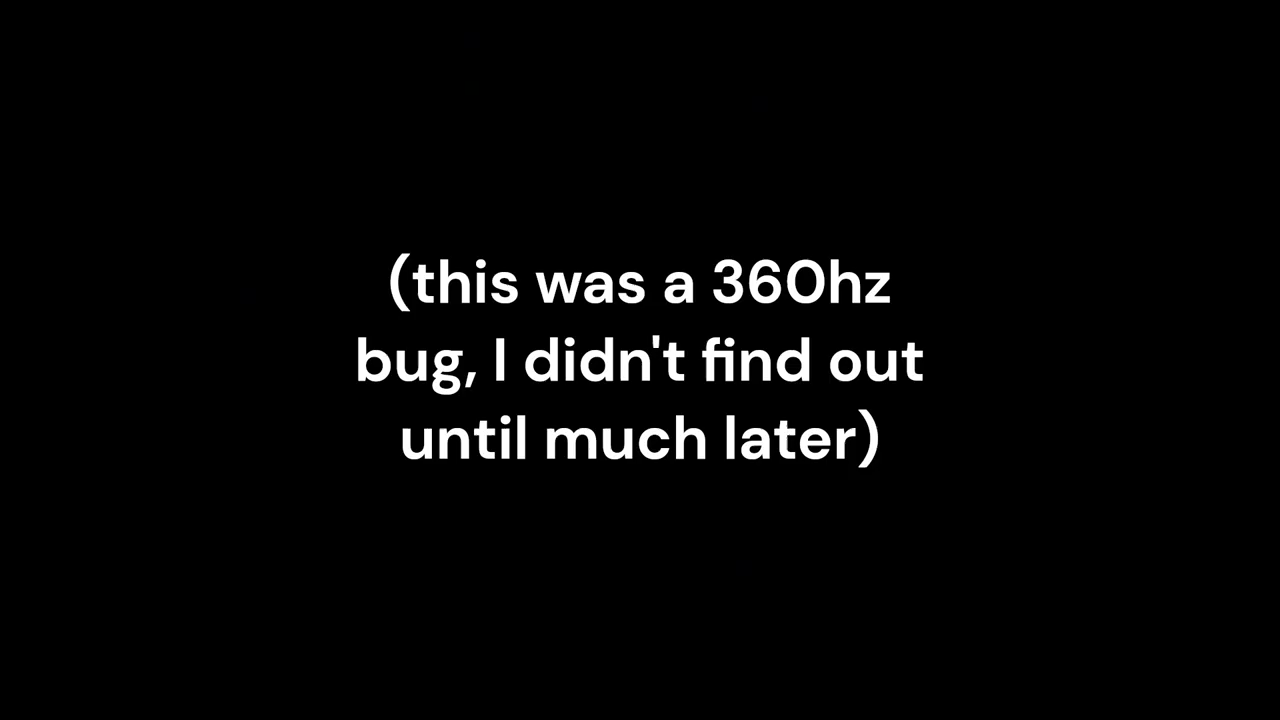 (this was a 360hz
bug, I didn't find out
until much later)